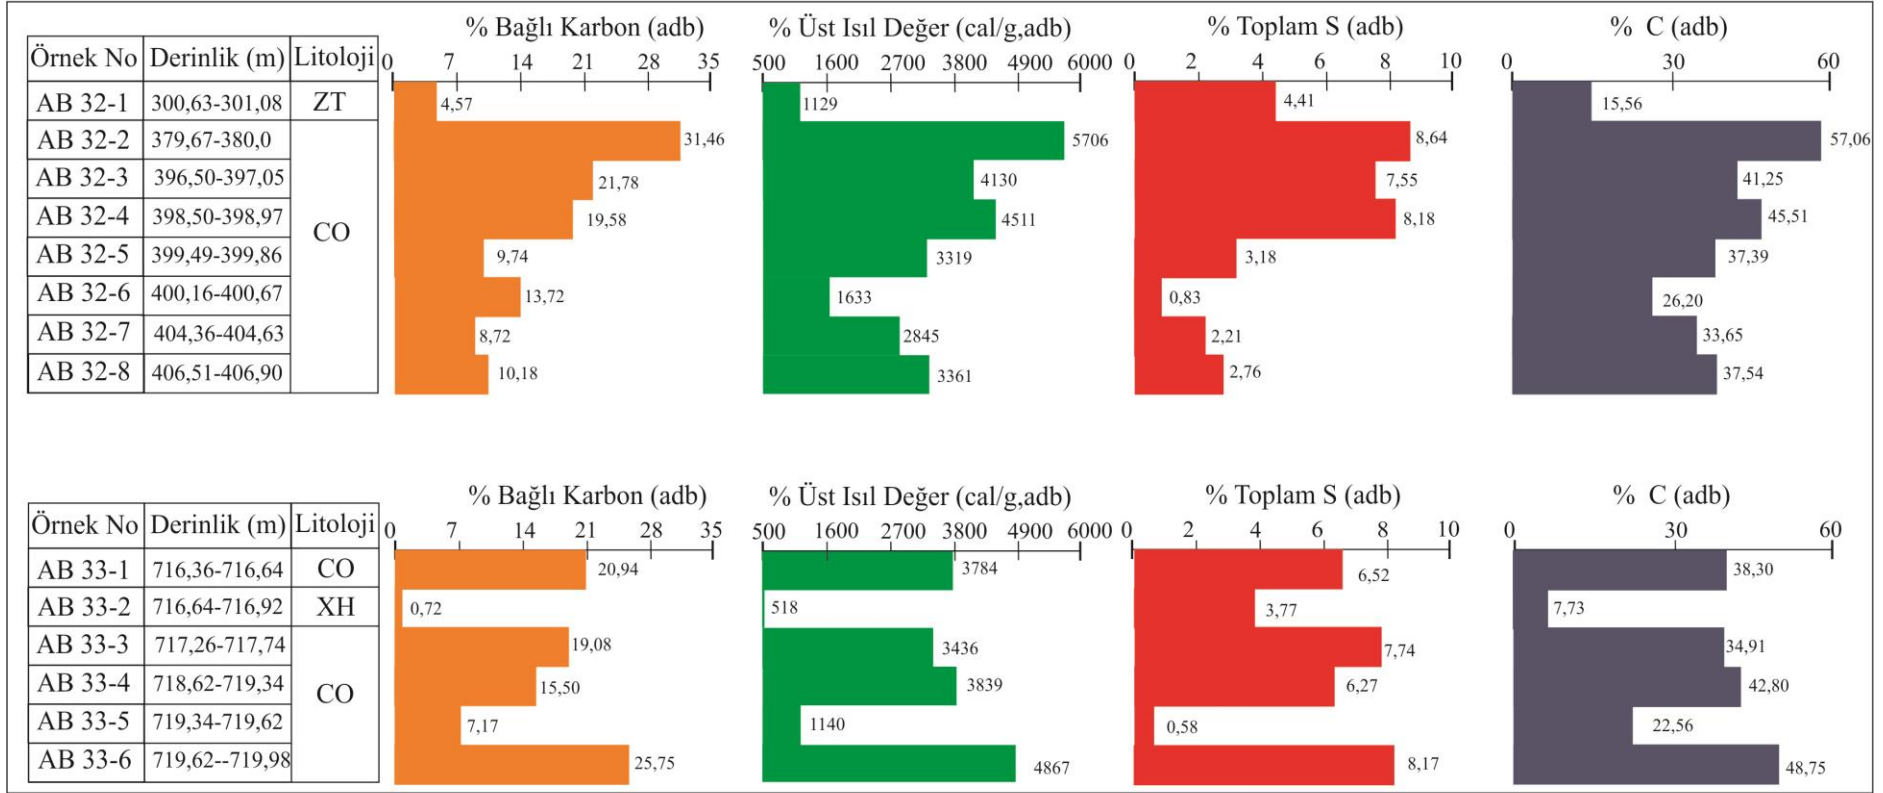 % Bağlı Karbon (adb) % Üst Isıl Değer (cal/g,adb) % Toplam S (adb) % C (adb)
Örnek No Derinlik (m) Litoloji 0 7 14 21 28 35 500 1600 2700 3800 4900 6000 0 2 4 6 8 10 0 30 60
AB 32-1 300,63-301,08 ZT 4,57 1129 4,41 15,56
AB 32-2 379,67-380,0 31,46 5706 8,64 57,06
AB 32-3 396,50-397,05 21,78 4130 7,55 41,25
AB 32-4 398,50-398,97 19,58 4511 8,18 45,51
CO
AB 32-5 399,49-399,86 9,74 3319 3,18 37,39
AB 32-6 400,16-400,67 13,72 1633 0,83 26,20
AB 32-7 404,36-404,63 8,72 2845 2,21 33,65
AB 32-8 406,51-406,90 10,18 3361 2,76 37,54
% Bağlı Karbon (adb) % Üst Isıl Değer (cal/g,adb) % Toplam S (adb) % C (adb)
Örnek No Derinlik (m) Litoloji 0 7 14 21 28 35 500 1600 2700 3800 4900 6000 0 2 4 6 8 10 0 30 60
AB 33-1 716,36-716,64 CO 20,94 3784 6,52 38,30
AB 33-2 716,64-716,92 XH 0,72 518 3,77 7,73
AB 33-3 717,26-717,74 19,08 3436 7,74 34,91
AB 33-4 718,62-719,34 CO 15,50 3839 6,27 42,80
AB 33-5 719,34-719,62 7,17 1140 0,58 22,56
AB 33-6 719,62--719,98 25,75 4867 8,17 48,75